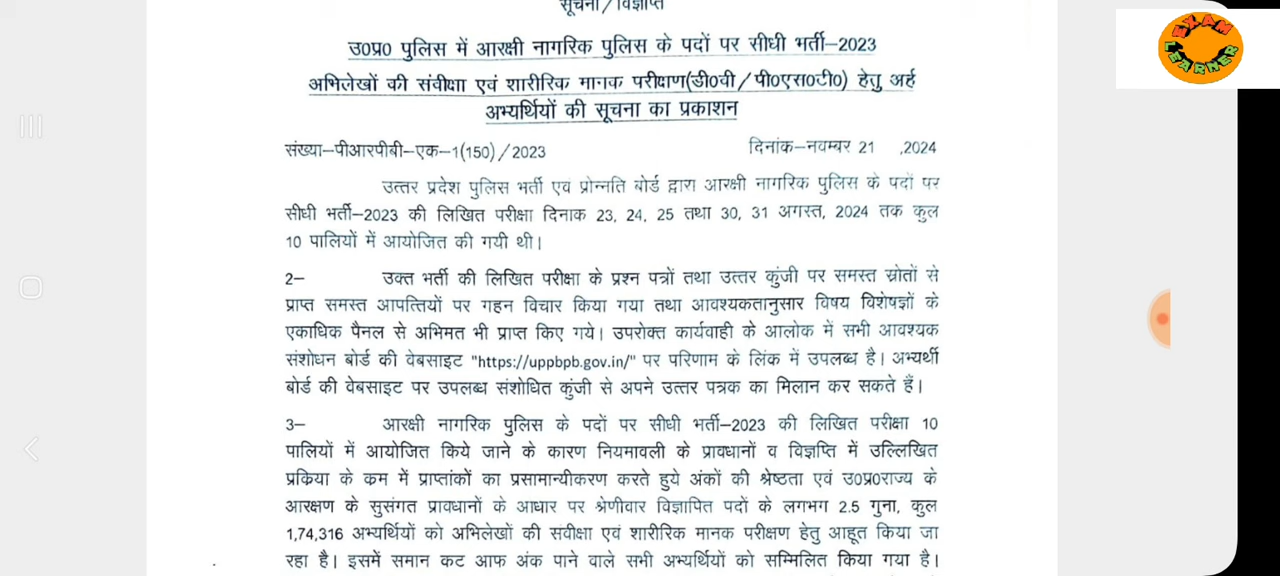 सूचना/विज्ञप्ति
उ0प्र0 पुलिस में आरक्षी नागरिक पुलिस के पदों पर सीधी भर्ती–2023
अभिलेखों की संवीक्षा एवं शारीरिक मानक परीक्षण(डी0वी/पी0एस0टी0) हेतु अर्ह
अभ्यर्थियों की सूचना का प्रकाशन
संख्या–पीआरपीबी–एक–1(150)/2023 दिनांक–नवम्बर 21 ,2024
उत्तर प्रदेश पुलिस भर्ती एवं प्रोन्नति बोर्ड द्वारा आरक्षी नागरिक पुलिस के पदों पर
सीधी भर्ती–2023 की लिखित परीक्षा दिनाक 23, 24, 25 तथा 30, 31 अगस्त, 2024 तक कुल
10 पालियों में आयोजित की गयी थी।
2– उक्त भर्ती की लिखित परीक्षा के प्रश्न पत्रों तथा उत्तर कुंजी पर समस्त स्रोतों से
प्राप्त समस्त आपत्तियों पर गहन विचार किया गया तथा आवश्यकतानुसार विषय विशेषज्ञों के
एकाधिक पैनल से अभिमत भी प्राप्त किए गये। उपरोक्त कार्यवाही के आलोक में सभी आवश्यक
संशोधन बोर्ड की वेबसाइट "https://uppbpb.gov.in/" पर परिणाम के लिंक में उपलब्ध है। अभ्यर्थी
बोर्ड की वेबसाइट पर उपलब्ध संशोधित कुंजी से अपने उत्तर पत्रक का मिलान कर सकते हैं।
3– आरक्षी नागरिक पुलिस के पदों पर सीधी भर्ती–2023 की लिखित परीक्षा 10
पालियों में आयोजित किये जाने के कारण नियमावली के प्रावधानों व विज्ञप्ति में उल्लिखित
प्रकिया के कम में प्राप्तांकों का प्रसामान्यीकरण करते हुये अंकों की श्रेष्ठता एवं उ0प्र0राज्य के
आरक्षण के सुसंगत प्रावधानों के आधार पर श्रेणीवार विज्ञापित पदों के लगभग 2.5 गुना, कुल
1,74,316 अभ्यर्थियों को अभिलेखों की सवीक्षा एवं शारीरिक मानक परीक्षण हेतु आहूत किया जा
रहा है। इसमें समान कट आफ अंक पाने वाले सभी अभ्यर्थियों को सम्मिलित किया गया है।
EXAM
LEARNER